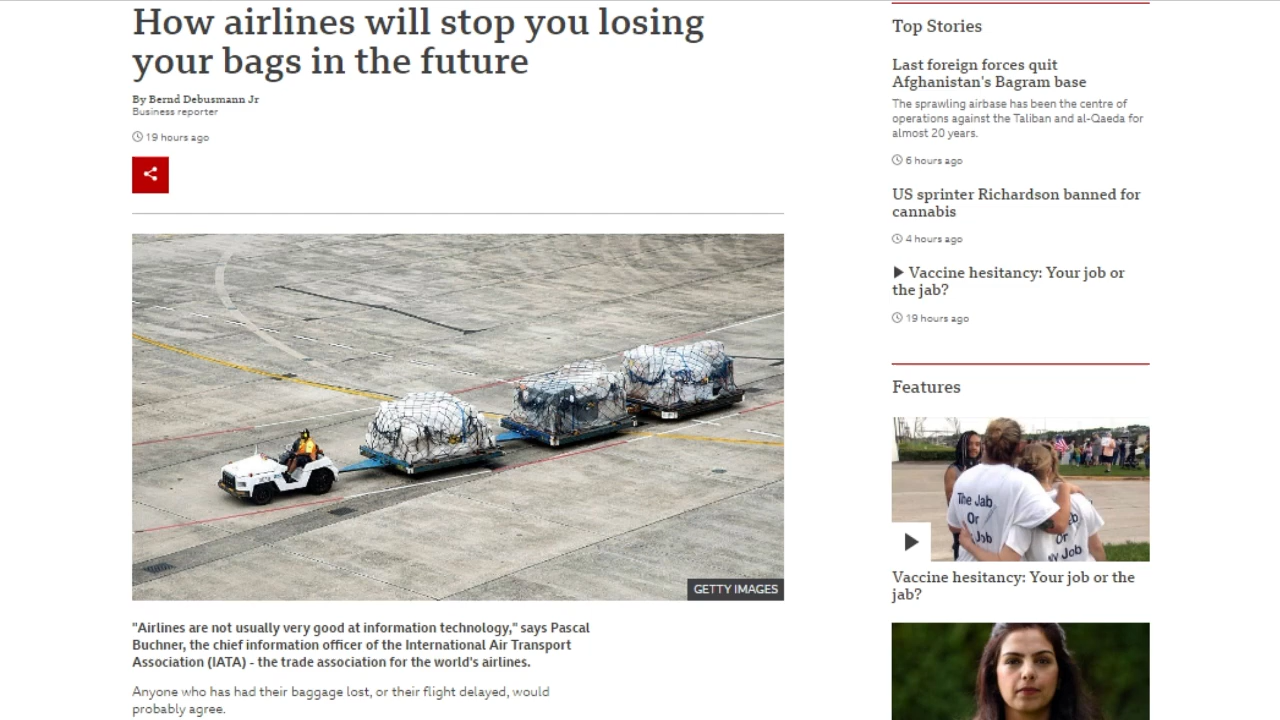 How airlines will stop you losing
your bags in the future
By Bernd Debusmann Jr
Business reporter
19 hours ago
GETTY IMAGES
"Airlines are not usually very good at information technology," says Pascal
Buchner, the chief information officer of the International Air Transport
Association (IATA) - the trade association for the world's airlines.
Anyone who has had their baggage lost, or their flight delayed, would
probably agree.
Top Stories
Last foreign forces quit
Afghanistan's Bagram base
The sprawling airbase has been the centre of
operations against the Taliban and al-Qaeda for
almost 20 years.
6 hours ago
US sprinter Richardson banned for
cannabis
4 hours ago
Vaccine hesitancy: Your job or
the jab?
19 hours ago
Features
The Jab
Or
Job
Or
Job
Vaccine hesitancy: Your job or the
jab?